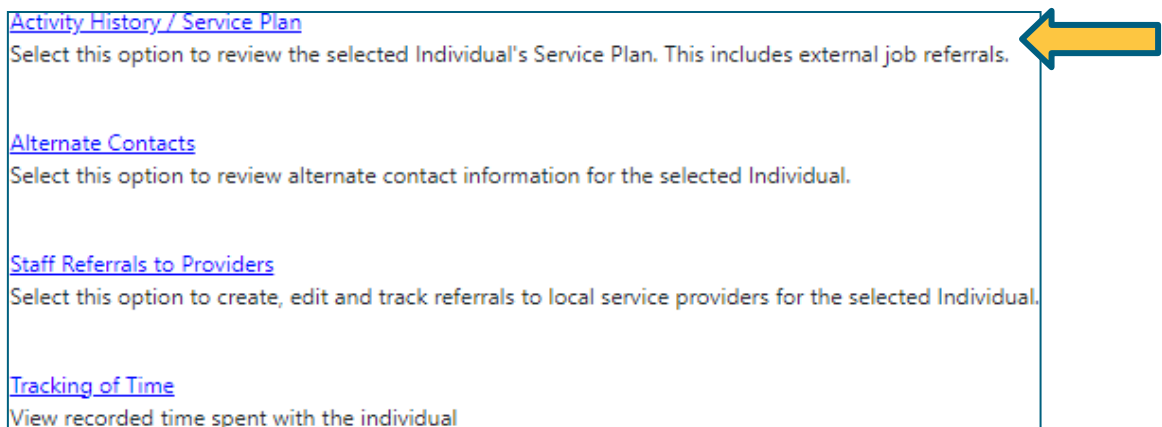 Activity History / Service Plan
Select this option to review the selected Individual's Service Plan. This includes external job referrals.
Alternate Contacts
Select this option to review alternate contact information for the selected Individual.
Staff Referrals to Providers
Select this option to create, edit and track referrals to local service providers for the selected Individual.
Tracking of Time
View recorded time spent with the individual